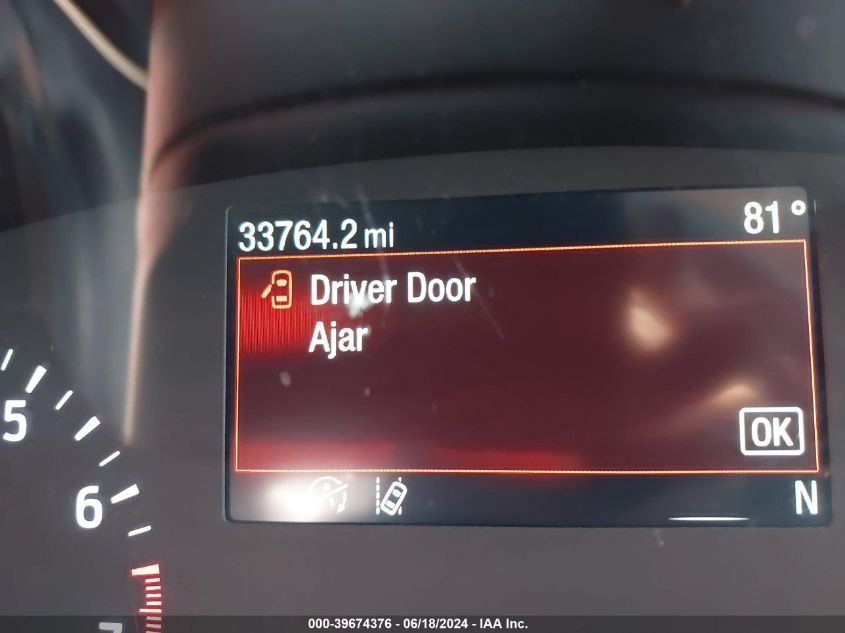 33764.2 mi
81°
Driver Door
Ajar
OK
5
6
N
000-39674376 - 06/18/2024 - IAA Inc.